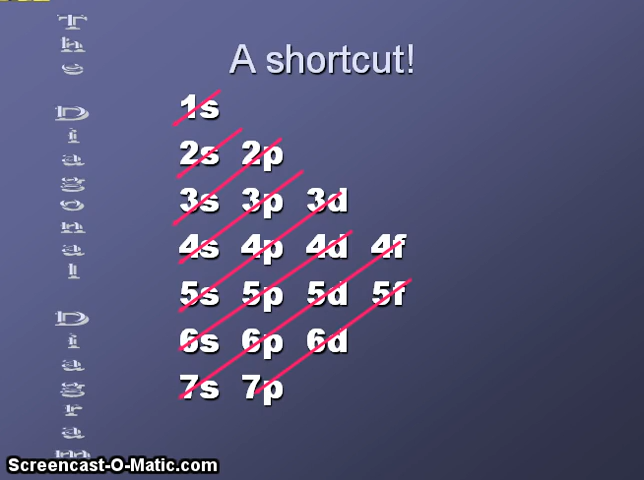 The Diagonal Diagram
A shortcut!
1s
2s 2p
3s 3p 3d
4s 4p 4d 4f
5s 5p 5d 5f
6s 6p 6d
7s 7p
Screencast-O-Matic.com